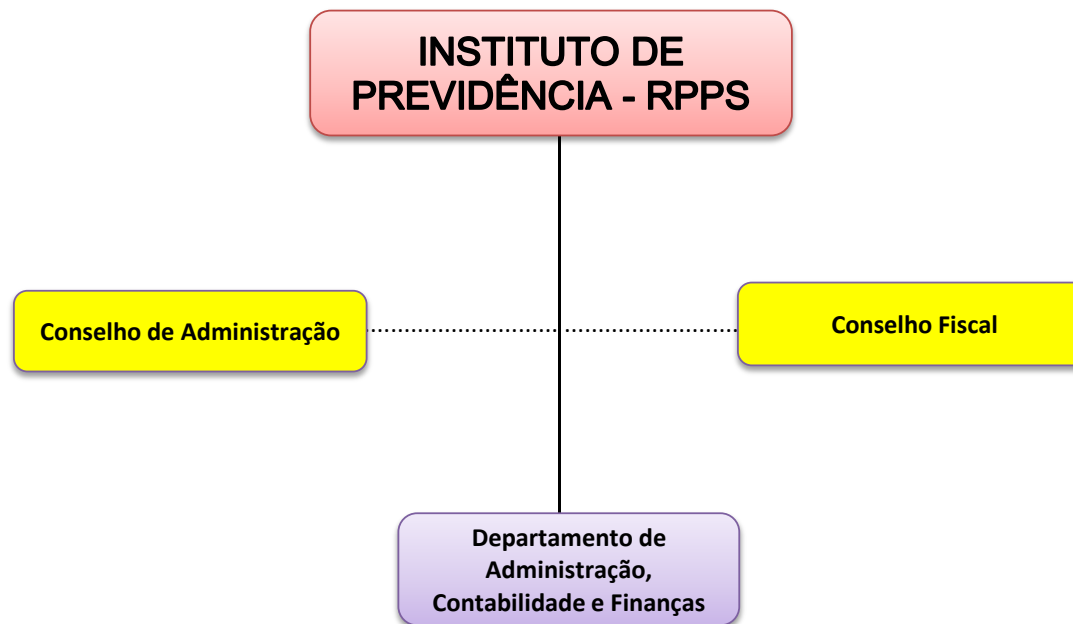 INSTITUTO DE
PREVIDÊNCIA - RPPS
Conselho de Administração
Conselho Fiscal
Departamento de
Administração,
Contabilidade e Finanças